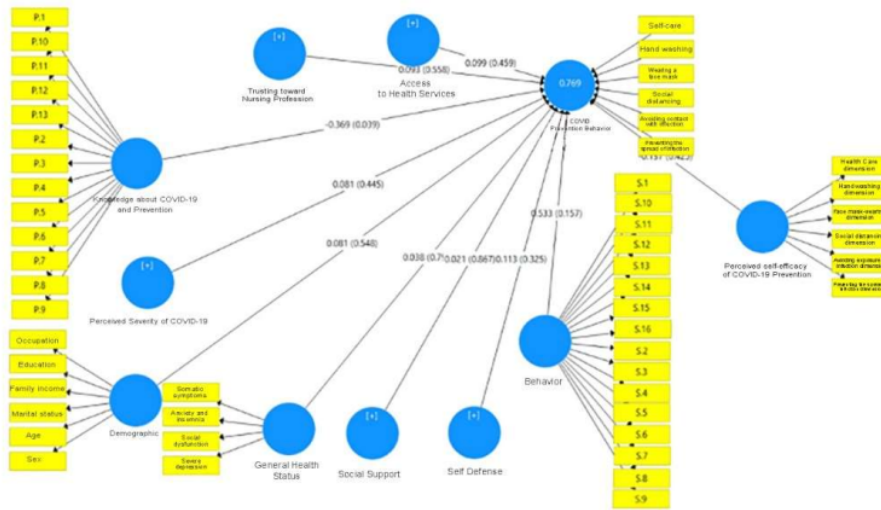 P.1
P.10
P.11
P.12
P.13
P.2
P.3
P.4
P.5
P.6
P.7
P.8
P.9
Knowledge about COVID-19
and Prevention
[+]
Trusting toward
Nursing Profession
[+]
Access
to Health Services
0.093 (0.558)
0.099 (0.459)
-0.369 (0.039)
0.081 (0.445)
0.081 (0.548)
0.038
0.021 (0.867)
0.113 (0.325)
0.533 (0.157)
0.769
COVID
Prevention Behavior
Self-care
Hand washing
Wearing a
face mask
Social
distancing
Avoiding contact
with infection
Preventing the
spread of infection
[+]
Perceived Severity of COVID-19
Occupation
Education
Family income
Marital status
Age
Sex
Demographic
Somatic
symptoms
Anxiety and
insomnia
Social
dysfunction
Severe
depression
General Health
Status
[+]
Social Support
[+]
Self Defense
Behavior
S.1
S.10
S.11
S.12
S.13
S.14
S.15
S.16
S.2
S.3
S.4
S.5
S.6
S.7
S.8
S.9
Perceived self-efficacy
of COVID-19 Prevention
Health Care
dimension
Handwashing
dimension
dimension
Social distancing
dimension